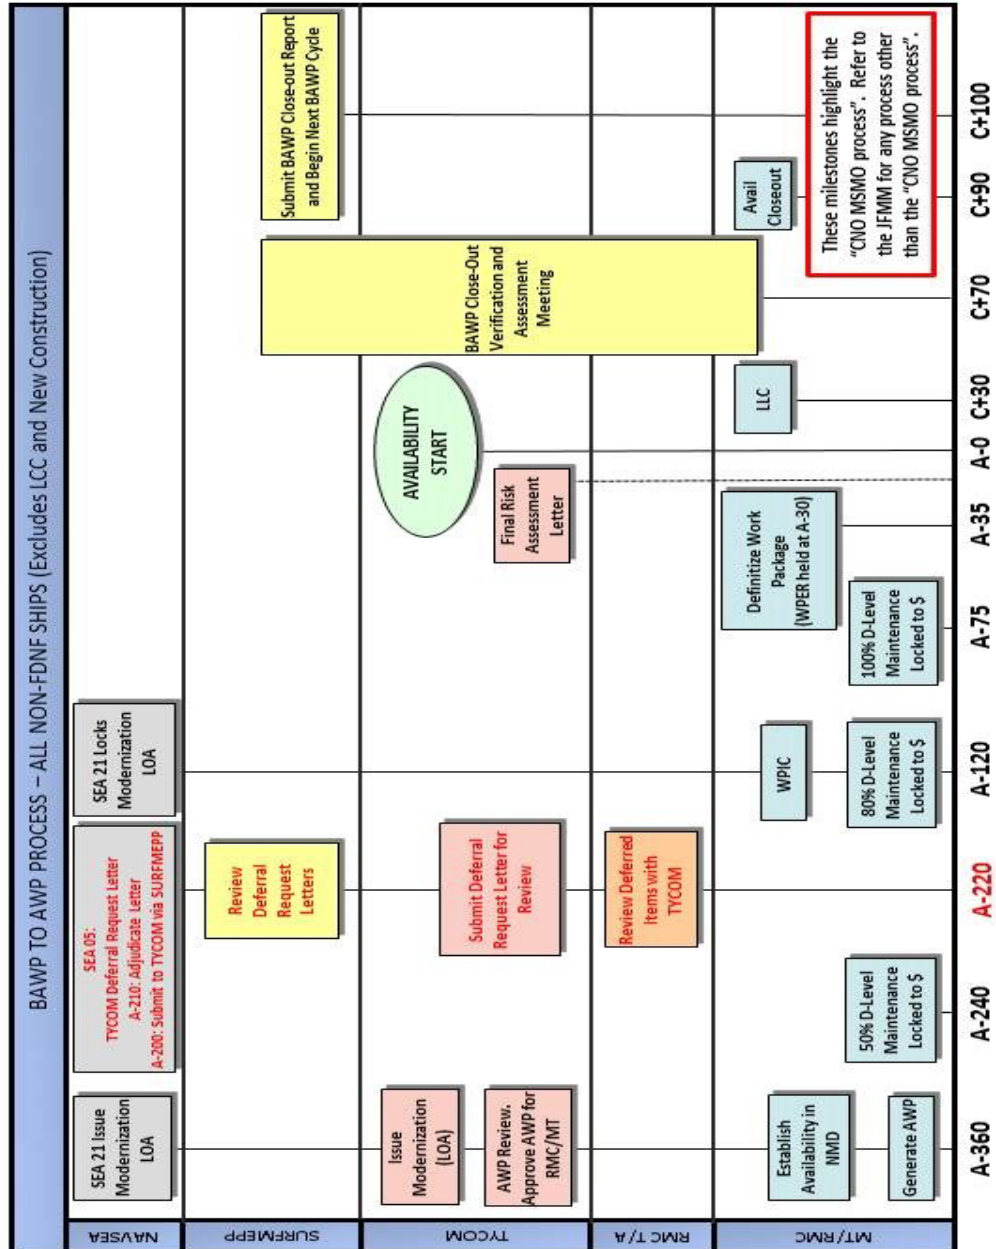 BAWP TO AWP PROCESS – ALL NON-FDNF SHIPS (Excludes LCC and New Construction)
NAVSEA
SEA 21 Issue
Modernization
LOA
SEA 05:
TYCOM Deferral Request Letter
A-210: Adjudicate Letter
A-200: Submit to TYCOM via SURFMEPP
SEA 21 Locks
Modernization
LOA
SURFMEPP
Review
Deferral
Request
Letters
Submit BAWP Close-out Report
and Begin Next BAWP Cycle
TYCOM
Issue
Modernization
(LOA)
AWP Review.
Approve AWP for
RMC/MT
Submit Deferral
Request Letter for
Review
AVAILABILITY
START
Final Risk
Assessment
Letter
BAWP Close-Out
Verification and
Assessment
Meeting
RMC T/A
Review Deferred
Items with
TYCOM
MT/RMC
Establish
Availability in
NMD
Generate AWP
50% D-Level
Maintenance
Locked to $
WPIC
80% D-Level
Maintenance
Locked to $
Definitize Work
Package
(WPER held at A-30)
100% D-Level
Maintenance
Locked to $
LLC
Avail
Closeout
These milestones highlight the
"CNO MSMO process". Refer to
the JFMM for any process other
than the "CNO MSMO process".
A-360
A-240
A-220
A-120
A-75
A-35
A-0
C+30
C+70
C+90
C+100